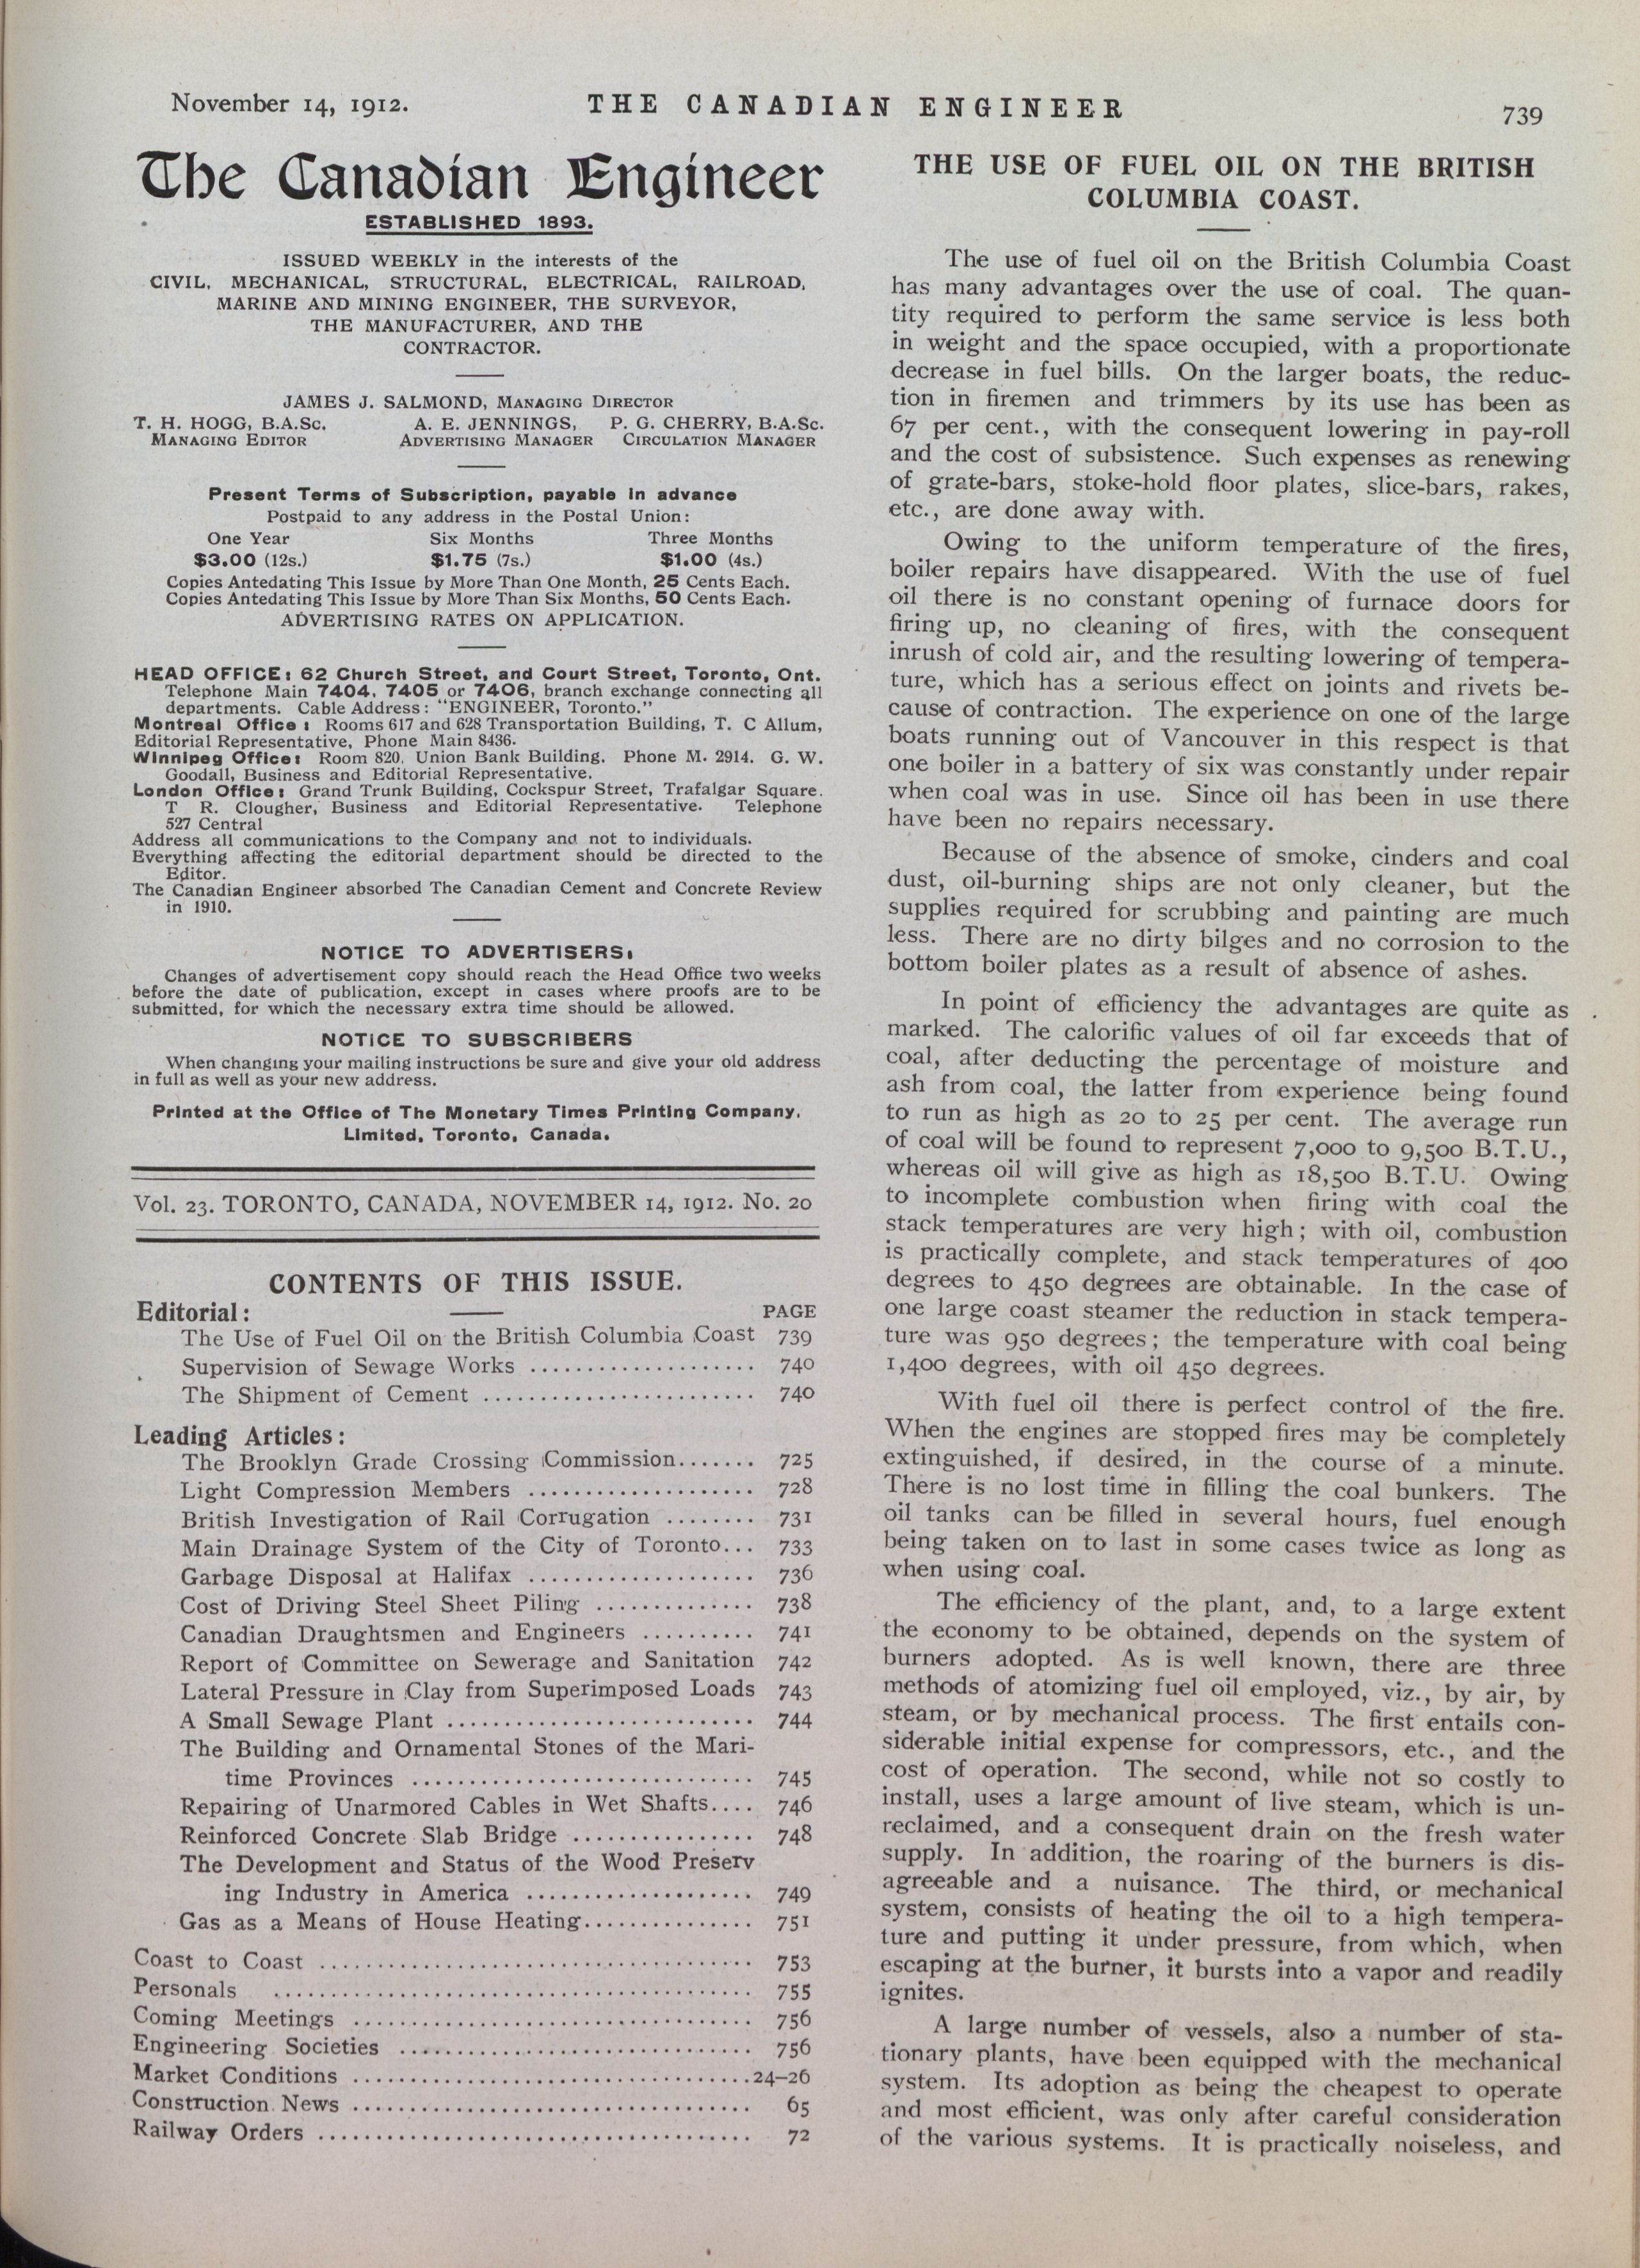 November 14, 1912.
THE CANADIAN ENGINEER
739
The Canadian Engineer
ESTABLISHED 1893.
ISSUED WEEKLY in the interests of the
CIVIL, MECHANICAL, STRUCTURAL, ELECTRICAL, RAILROAD,
MARINE AND MINING ENGINEER, THE SURVEYOR,
THE MANUFACTURER, AND THE
CONTRACTOR.
JAMES J. SALMOND, MANAGING DIRECTOR
T. H. HOGG, B.A.Sc. A. E. JENNINGS, P. G. CHERRY, B.A.Sc.
MANAGING EDITOR ADVERTISING MANAGER CIRCULATION MANAGER
Present Terms of Subscription, payable in advance
Postpaid to any address in the Postal Union:
One Year Six Months Three Months
$3.00 (12s.) $1.75 (7s.) $1.00 (4s.)
Copies Antedating This Issue by More Than One Month, 25 Cents Each.
Copies Antedating This Issue by More Than Six Months, 50 Cents Each.
ADVERTISING RATES ON APPLICATION.
HEAD OFFICE: 62 Church Street, and Court Street, Toronto, Ont.
Telephone Main 7404, 7405 or 7406, branch exchange connecting all
departments. Cable Address: "ENGINEER, Toronto."
Montreal Office: Rooms 617 and 628 Transportation Building, T. C Allum,
Editorial Representative, Phone Main 8436.
Winnipeg Office: Room 820, Union Bank Building. Phone M. 2914. G. W.
Goodall, Business and Editorial Representative.
London Office: Grand Trunk Building, Cockspur Street, Trafalgar Square.
T R. Clougher, Business and Editorial Representative. Telephone
527 Central
Address all communications to the Company and not to individuals.
Everything affecting the editorial department should be directed to the
Editor.
The Canadian Engineer absorbed The Canadian Cement and Concrete Review
in 1910.
NOTICE TO ADVERTISERS:
Changes of advertisement copy should reach the Head Office two weeks
before the date of publication, except in cases where proofs are to be
submitted, for which the necessary extra time should be allowed.
NOTICE TO SUBSCRIBERS
When changing your mailing instructions be sure and give your old address
in full as well as your new address.
Printed at the Office of The Monetary Times Printing Company,
Limited, Toronto, Canada.
Vol. 23. TORONTO, CANADA, NOVEMBER 14, 1912. No. 20
CONTENTS OF THIS ISSUE.
Editorial: PAGE
The Use of Fuel Oil on the British Columbia Coast 739
Supervision of Sewage Works .................... 740
The Shipment of Cement ........................ 740
Leading Articles:
The Brooklyn Grade Crossing Commission....... 725
Light Compression Members .................... 728
British Investigation of Rail Corrugation ........ 731
Main Drainage System of the City of Toronto... 733
Garbage Disposal at Halifax .................... 736
Cost of Driving Steel Sheet Piling .............. 738
Canadian Draughtsmen and Engineers .......... 741
Report of Committee on Sewerage and Sanitation 742
Lateral Pressure in Clay from Superimposed Loads 743
A Small Sewage Plant ........................... 744
The Building and Ornamental Stones of the Mari-
time Provinces .............................. 745
Repairing of Unarmored Cables in Wet Shafts.... 746
Reinforced Concrete Slab Bridge ................ 748
The Development and Status of the Wood Preserv
ing Industry in America .................... 749
Gas as a Means of House Heating............... 751
Coast to Coast ...................................... 753
Personals .......................................... 755
Coming Meetings ................................... 756
Engineering Societies ............................... 756
Market Conditions ...................................24-26
Construction News ................................... 65
Railway Orders ...................................... 72
THE USE OF FUEL OIL ON THE BRITISH
COLUMBIA COAST.
The use of fuel oil on the British Columbia Coast
has many advantages over the use of coal. The quan-
tity required to perform the same service is less both
in weight and the space occupied, with a proportionate
decrease in fuel bills. On the larger boats, the reduc-
tion in firemen and trimmers by its use has been as
67 per cent., with the consequent lowering in pay-roll
and the cost of subsistence. Such expenses as renewing
of grate-bars, stoke-hold floor plates, slice-bars, rakes,
etc., are done away with.
Owing to the uniform temperature of the fires,
boiler repairs have disappeared. With the use of fuel
oil there is no constant opening of furnace doors for
firing up, no cleaning of fires, with the consequent
inrush of cold air, and the resulting lowering of tempera-
ture, which has a serious effect on joints and rivets be-
cause of contraction. The experience on one of the large
boats running out of Vancouver in this respect is that
one boiler in a battery of six was constantly under repair
when coal was in use. Since oil has been in use there
have been no repairs necessary.
Because of the absence of smoke, cinders and coal
dust, oil-burning ships are not only cleaner, but the
supplies required for scrubbing and painting are much
less. There are no dirty bilges and no corrosion to the
bottom boiler plates as a result of absence of ashes.
In point of efficiency the advantages are quite as
marked. The calorific values of oil far exceeds that of
coal, after deducting the percentage of moisture and
ash from coal, the latter from experience being found
to run as high as 20 to 25 per cent. The average run
of coal will be found to represent 7,000 to 9,500 B.T.U.,
whereas oil will give as high as 18,500 B.T.U. Owing
to incomplete combustion when firing with coal the
stack temperatures are very high; with oil, combustion
is practically complete, and stack temperatures of 400
degrees to 450 degrees are obtainable. In the case of
one large coast steamer the reduction in stack tempera-
ture was 950 degrees; the temperature with coal being
1,400 degrees, with oil 450 degrees.
With fuel oil there is perfect control of the fire.
When the engines are stopped fires may be completely
extinguished, if desired, in the course of a minute.
There is no lost time in filling the coal bunkers. The
oil tanks can be filled in several hours, fuel enough
being taken on to last in some cases twice as long as
when using coal.
The efficiency of the plant, and, to a large extent
the economy to be obtained, depends on the system of
burners adopted. As is well known, there are three
methods of atomizing fuel oil employed, viz., by air, by
steam, or by mechanical process. The first entails con-
siderable initial expense for compressors, etc., and the
cost of operation. The second, while not so costly to
install, uses a large amount of live steam, which is un-
reclaimed, and a consequent drain on the fresh water
supply. In addition, the roaring of the burners is dis-
agreeable and a nuisance. The third, or mechanical
system, consists of heating the oil to a high tempera-
ture and putting it under pressure, from which, when
escaping at the burner, it bursts into a vapor and readily
ignites.
A large number of vessels, also a number of sta-
tionary plants, have been equipped with the mechanical
system. Its adoption as being the cheapest to operate
and most efficient, was only after careful consideration
of the various systems. It is practically noiseless, and